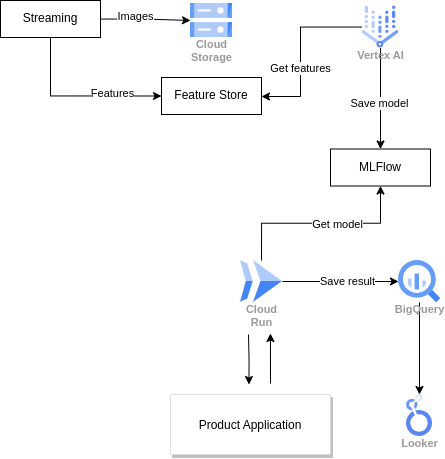 Streaming
Images
Cloud
Storage
Vertex AI
Get features
Features
Feature Store
Save model
MLFlow
Get model
Save result
Cloud
Run
BigQuery
Product Application
Looker